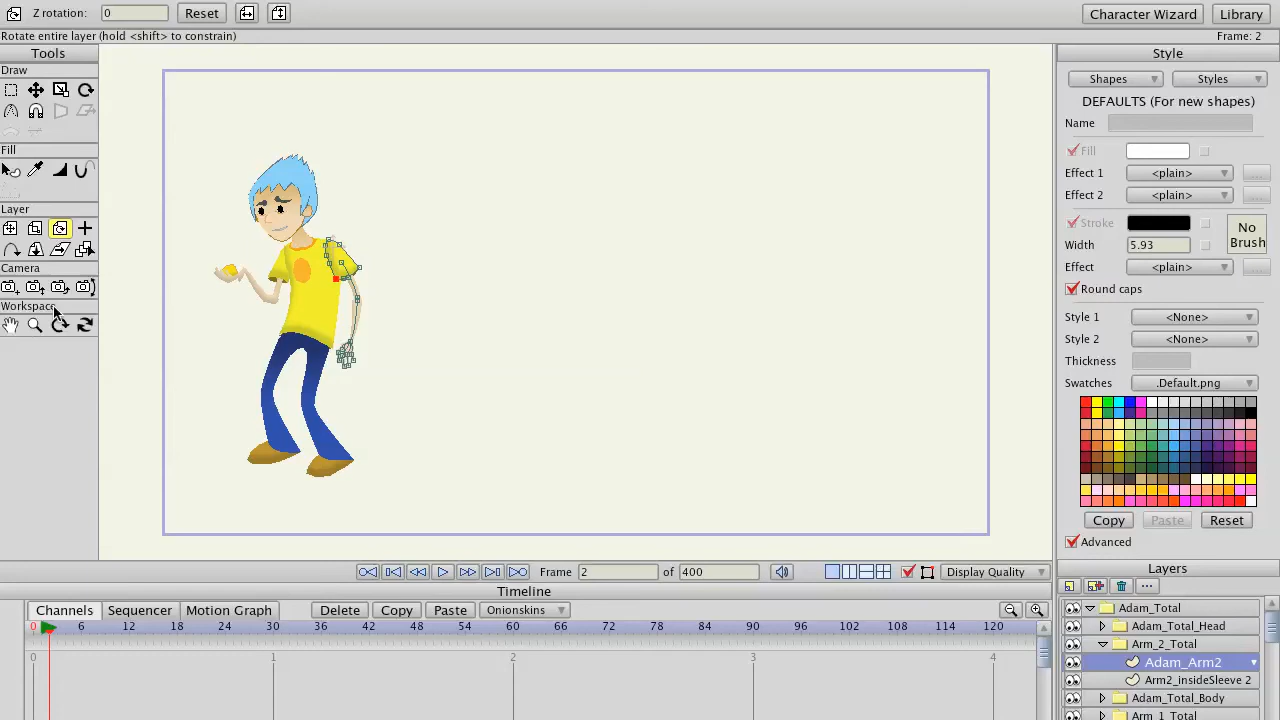 Z rotation: 0 Reset Character Wizard Library
Rotate entire layer (hold <shift> to constrain) Frame: 2
Tools
Draw
Fill
Layer
Camera
Workspace
Style
Shapes Styles
DEFAULTS (For new shapes)
Name
Fill
Effect 1 <plain> ...
Effect 2 <plain> ...
Stroke
No Brush
Width 5.93
Effect <plain> ...
Round caps
Style 1 <None>
Style 2 <None>
Thickness
Swatches .Default.png
Copy Paste Reset
Advanced
Frame 2 of 400 Display Quality
Timeline
Channels Sequencer Motion Graph Delete Copy Paste Onionskins
0 6 12 18 24 30 36 42 48 54 60 66 72 78 84 90 96 102 108 114 120
0 1 2 3 4
Layers
...
Adam_Total
Adam_Total_Head
Arm_2_Total
Adam_Arm2
Arm2_insideSleeve 2
Adam_Total_Body
Arm_1_Total